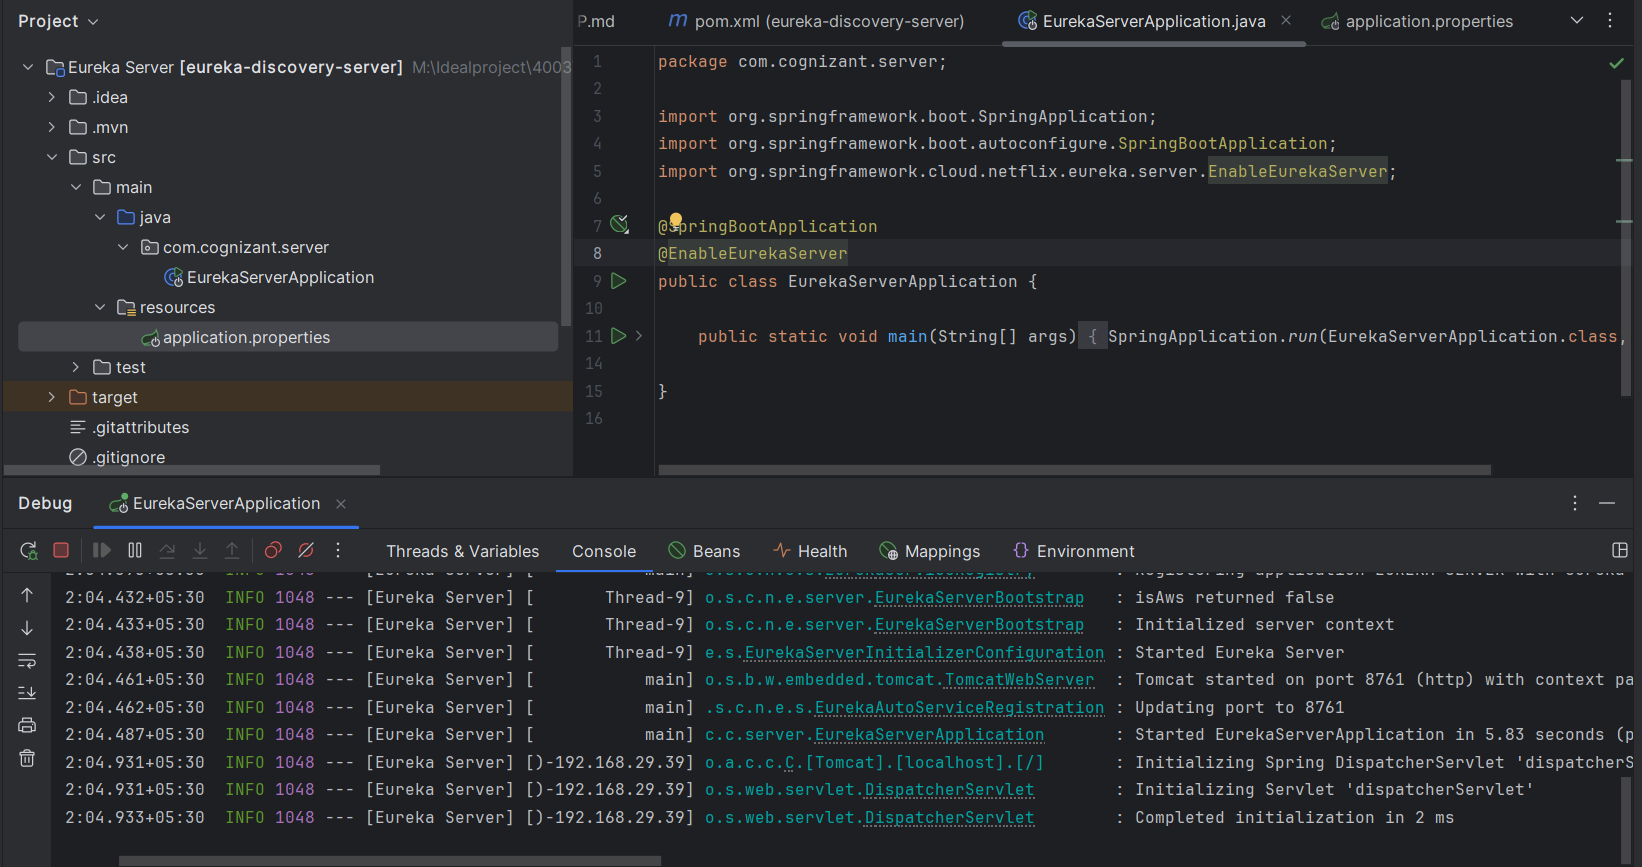 Project
Eureka Server [eureka-discovery-server] M:\Idealproject\4003
.idea
.mvn
src
main
java
com.cognizant.server
EurekaServerApplication
resources
application.properties
test
target
.gitattributes
.gitignore
P.md
pom.xml (eureka-discovery-server)
EurekaServerApplication.java
application.properties
1 package com.cognizant.server;
2
3 import org.springframework.boot.SpringApplication;
4 import org.springframework.boot.autoconfigure.SpringBootApplication;
5 import org.springframework.cloud.netflix.eureka.server.EnableEurekaServer;
6
7 @SpringBootApplication
8 @EnableEurekaServer
9 public class EurekaServerApplication {
10
11 public static void main(String[] args) { SpringApplication.run(EurekaServerApplication.class,
14
15 }
16
Debug
EurekaServerApplication
Threads & Variables
Console
Beans
Health
Mappings
Environment
2:04.432+05:30 INFO 1048 --- [Eureka Server] [ Thread-9] o.s.c.n.e.server.EurekaServerBootstrap : isAws returned false
2:04.433+05:30 INFO 1048 --- [Eureka Server] [ Thread-9] o.s.c.n.e.server.EurekaServerBootstrap : Initialized server context
2:04.438+05:30 INFO 1048 --- [Eureka Server] [ Thread-9] e.s.EurekaServerInitializerConfiguration : Started Eureka Server
2:04.461+05:30 INFO 1048 --- [Eureka Server] [ main] o.s.b.w.embedded.tomcat.TomcatWebServer : Tomcat started on port 8761 (http) with context pa
2:04.462+05:30 INFO 1048 --- [Eureka Server] [ main] .s.c.n.e.s.EurekaAutoServiceRegistration : Updating port to 8761
2:04.487+05:30 INFO 1048 --- [Eureka Server] [ main] c.c.server.EurekaServerApplication : Started EurekaServerApplication in 5.83 seconds (p
2:04.931+05:30 INFO 1048 --- [Eureka Server] [)-192.168.29.39] o.a.c.c.C.[Tomcat].[localhost].[/] : Initializing Spring DispatcherServlet 'dispatcherS
2:04.931+05:30 INFO 1048 --- [Eureka Server] [)-192.168.29.39] o.s.web.servlet.DispatcherServlet : Initializing Servlet 'dispatcherServlet'
2:04.933+05:30 INFO 1048 --- [Eureka Server] [)-192.168.29.39] o.s.web.servlet.DispatcherServlet : Completed initialization in 2 ms